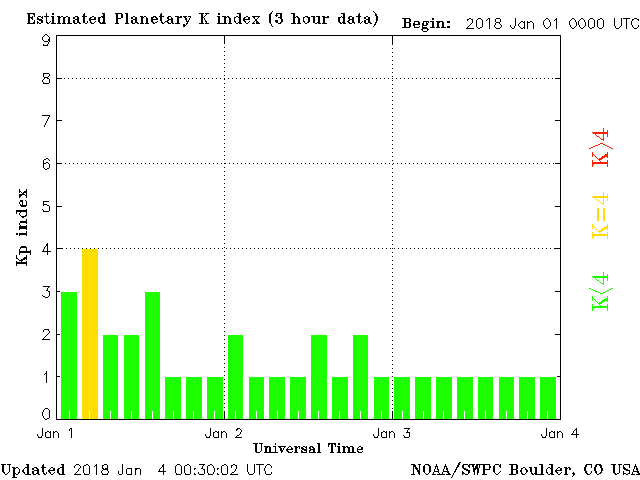 Estimated Planetary K index (3 hour data) Begin: 2018 Jan 01 0000 UTC
9
8
7
6
5
4
3
2
1
0
Kp index
K>4
K=4
K<4
Jan 1 Jan 2 Jan 3 Jan 4
Universal Time
Updated 2018 Jan 4 00:30:02 UTC NOAA/SWPC Boulder, CO USA